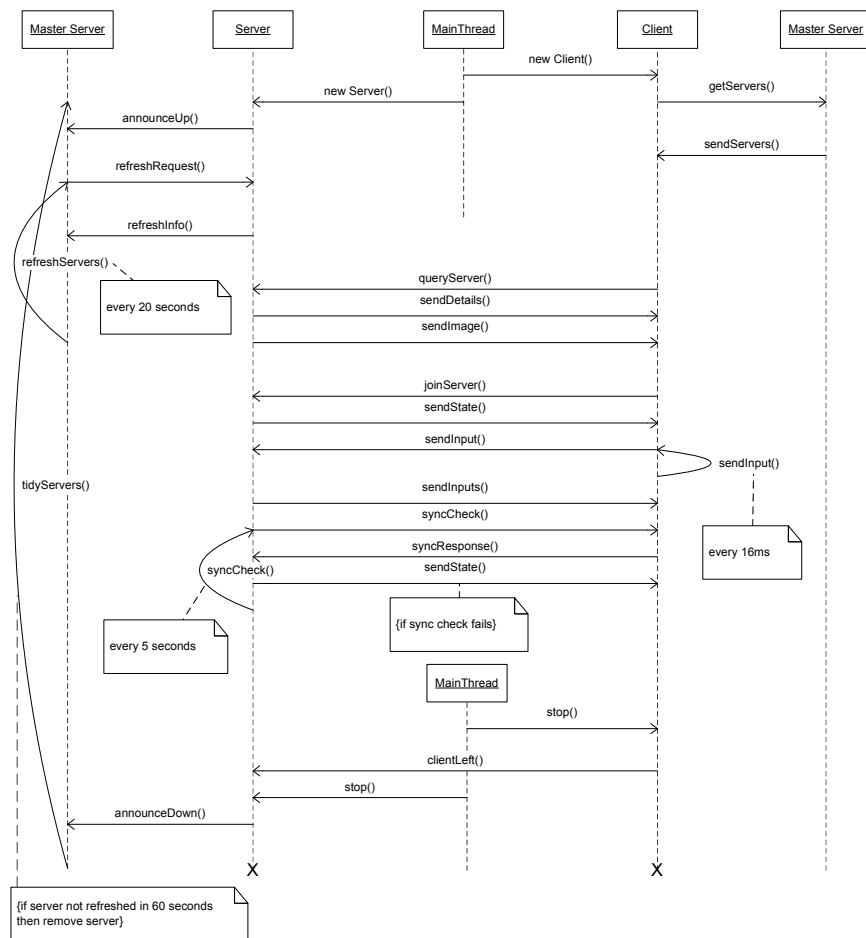 Master Server
Server
MainThread
Client
Master Server
new Client()
new Server()
getServers()
announceUp()
sendServers()
refreshRequest()
refreshInfo()
refreshServers()
every 20 seconds
queryServer()
sendDetails()
sendImage()
joinServer()
sendState()
sendInput()
sendInput()
tidyServers()
sendInputs()
syncCheck()
every 16ms
syncResponse()
syncCheck()
sendState()
every 5 seconds
{if sync check fails}
MainThread
stop()
clientLeft()
stop()
announceDown()
X
X
{if server not refreshed in 60 seconds
then remove server}